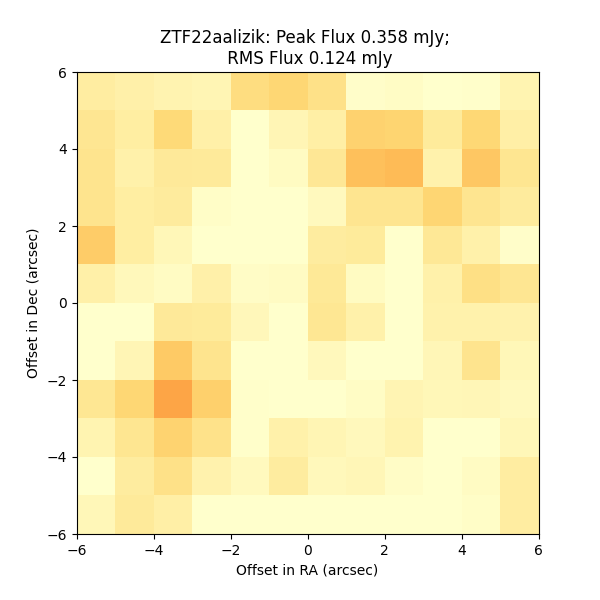 ZTF22aalizik: Peak Flux 0.358 mJy;
RMS Flux 0.124 mJy
6
4
2
0
−2
−4
−6
Offset in Dec (arcsec)
−6 −4 −2 0 2 4 6
Offset in RA (arcsec)